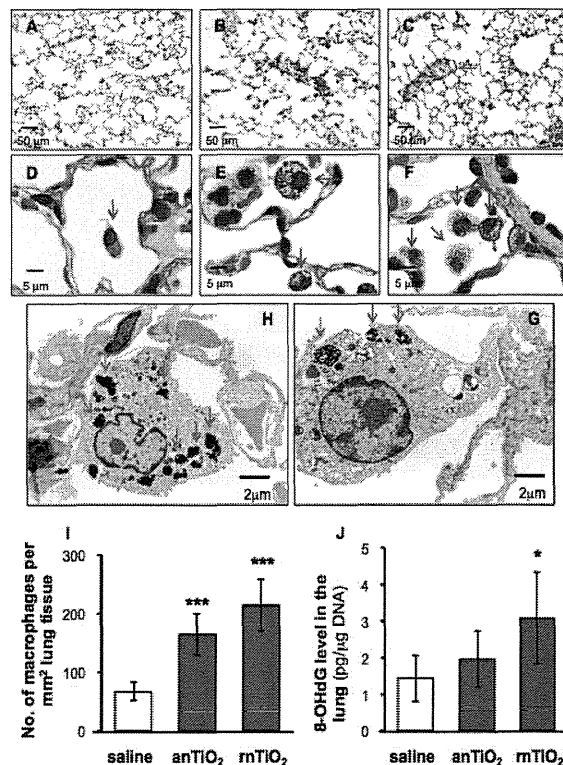 A
B
C
50 µm
50 µm
50 µm
D
E
F
5 µm
5 µm
5 µm
H
G
2µm
2µm
I
No. of macrophages per
mm² lung tissue
300
200
100
0
***
***
saline
anTiO₂
rnTiO₂
J
8-OHdG level in the
lung (pg/µg DNA)
5
4
3
2
1
0
*
saline
anTiO₂
rnTiO₂